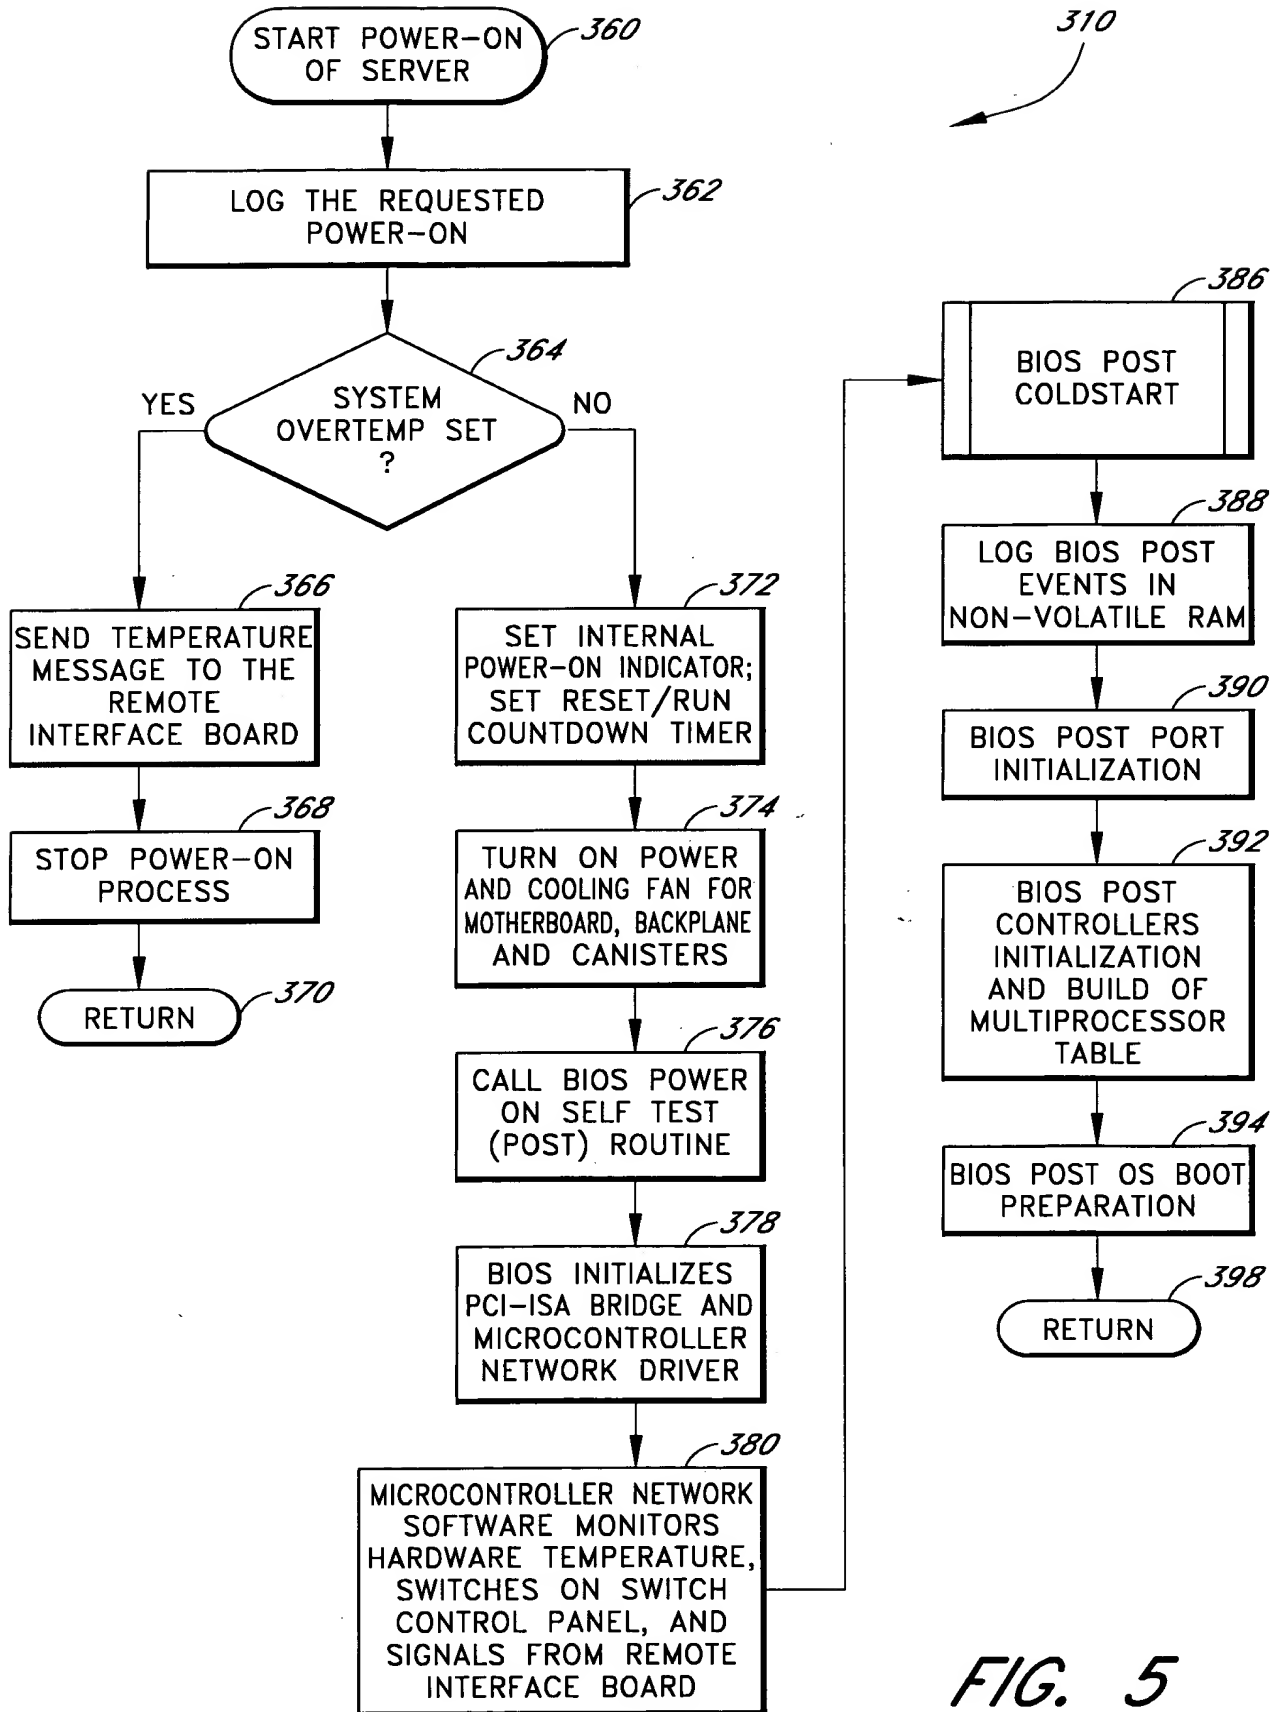 START POWER-ON
OF SERVER
360
310
LOG THE REQUESTED
POWER-ON
362
SYSTEM
OVERTEMP SET
?
364
YES
NO
SEND TEMPERATURE
MESSAGE TO THE
REMOTE
INTERFACE BOARD
366
STOP POWER-ON
PROCESS
368
RETURN
370
SET INTERNAL
POWER-ON INDICATOR;
SET RESET/RUN
COUNTDOWN TIMER
372
TURN ON POWER
AND COOLING FAN FOR
MOTHERBOARD, BACKPLANE
AND CANISTERS
374
CALL BIOS POWER
ON SELF TEST
(POST) ROUTINE
376
BIOS INITIALIZES
PCI-ISA BRIDGE AND
MICROCONTROLLER
NETWORK DRIVER
378
MICROCONTROLLER NETWORK
SOFTWARE MONITORS
HARDWARE TEMPERATURE,
SWITCHES ON SWITCH
CONTROL PANEL, AND
SIGNALS FROM REMOTE
INTERFACE BOARD
380
BIOS POST
COLDSTART
386
LOG BIOS POST
EVENTS IN
NON-VOLATILE RAM
388
BIOS POST PORT
INITIALIZATION
390
BIOS POST
CONTROLLERS
INITIALIZATION
AND BUILD OF
MULTIPROCESSOR
TABLE
392
BIOS POST OS BOOT
PREPARATION
394
RETURN
398
FIG. 5